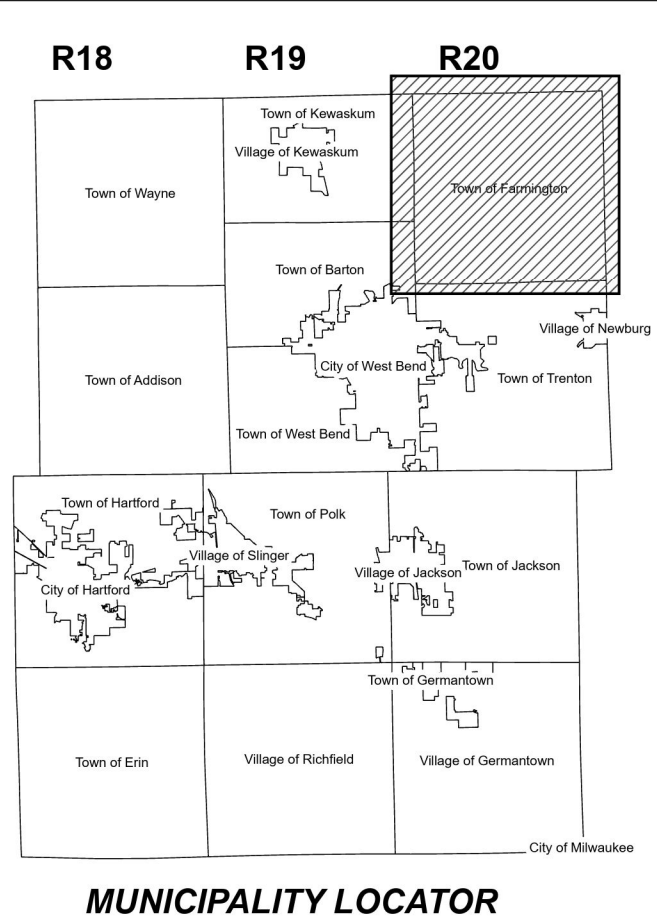 R18 R19 R20
Town of Kewaskum
Village of Kewaskum
Town of Wayne
Town of Farmington
Town of Barton
Village of Newburg
City of West Bend
Town of Addison
Town of Trenton
Town of West Bend
Town of Hartford
Town of Polk
Village of Slinger
Town of Jackson
Village of Jackson
City of Hartford
Town of Germantown
Town of Erin
Village of Richfield
Village of Germantown
City of Milwaukee
MUNICIPALITY LOCATOR